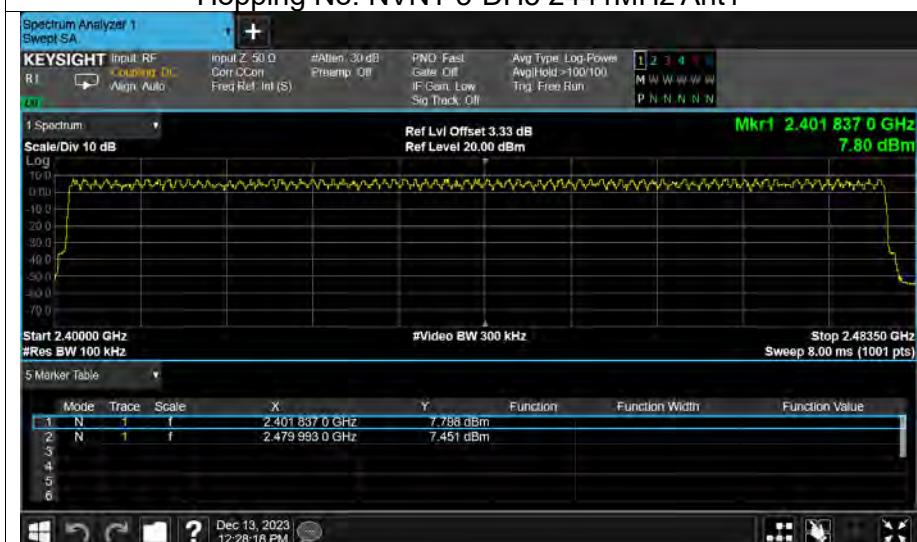 Hopping No. NVNT 3-DH5 2441MHz Ant1
Spectrum Analyzer 1
Swept SA
+
KEYSIGHT Input: RF Input Z: 50 Ω #Atten: 30 dB PNO: Fast Avg Type: Log-Power 1 2 3 4 5 6
R L Coupling: DC Corr CCorr Preamp: Off Gate: Off Avg|Hold >100/100 M W W W W W
Align: Auto Freq Ref: Int (S) IF Gain: Low Trig: Free Run
Sig Track: Off P N N N N N
1 Spectrum Ref Lvl Offset 3.33 dB Mkr1 2.401 837 0 GHz
Scale/Div 10 dB Ref Level 20.00 dBm 7.80 dBm
Log
10.0
0.00
-10.0
-20.0
-30.0
-40.0
-50.0
-60.0
-70.0
Start 2.40000 GHz #Video BW 300 kHz Stop 2.48350 GHz
#Res BW 100 kHz Sweep 8.00 ms (1001 pts)
5 Marker Table
Mode Trace Scale X Y Function Function Width Function Value
1 N 1 f 2.401 837 0 GHz 7.798 dBm
2 N 1 f 2.479 993 0 GHz 7.451 dBm
3
4
5
6
? Dec 13, 2023
12:28:18 PM